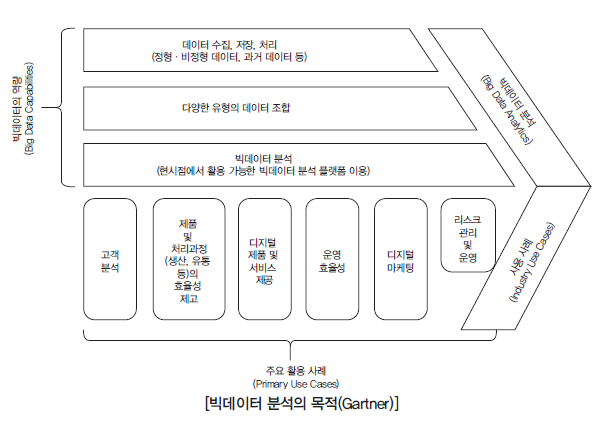 데이터 수집, 저장, 처리
(정형 · 비정형 데이터, 과거 데이터 등)
다양한 유형의 데이터 조합
빅데이터 분석
(현시점에서 활용 가능한 빅데이터 분석 플랫폼 이용)
빅데이터의 역량
(Big Data Capabilities)
빅데이터 분석
(Big Data Analytics)
고객
분석
제품
및
처리과정
(생산, 유통
등)의
효율성
제고
디지털
제품 및
서비스
제공
운영
효율성
디지털
마케팅
리스크
관리
및
운영
사용 사례
(Industry Use Cases)
주요 활용 사례
(Primary Use Cases)
[빅데이터 분석의 목적(Gartner)]